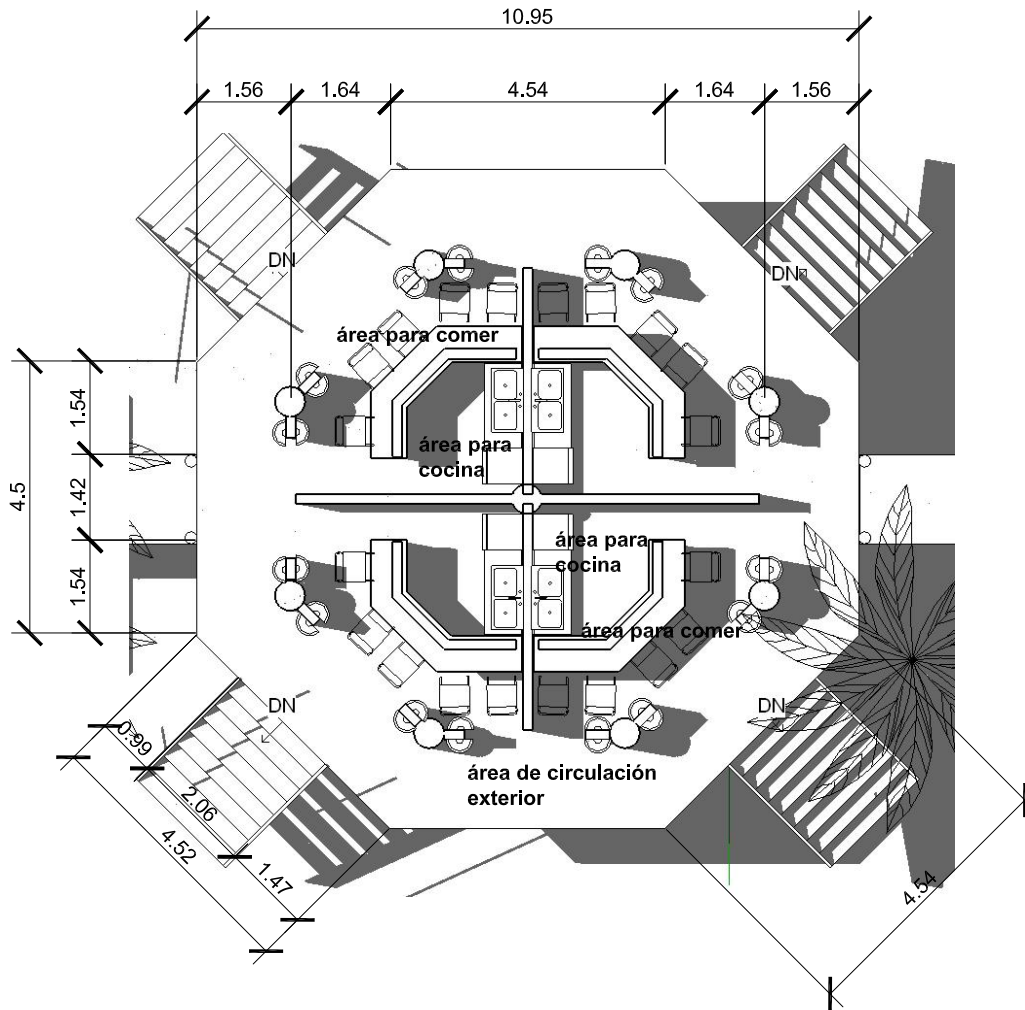 10.95
1.56
1.64
4.54
1.64
1.56
DN
DN
área para comer
1.54
4.5
1.42
1.54
área para
cocina
área para
cocina
área para comer
DN
DN
0.99
2.06
4.52
1.47
área de circulación
exterior
4.54